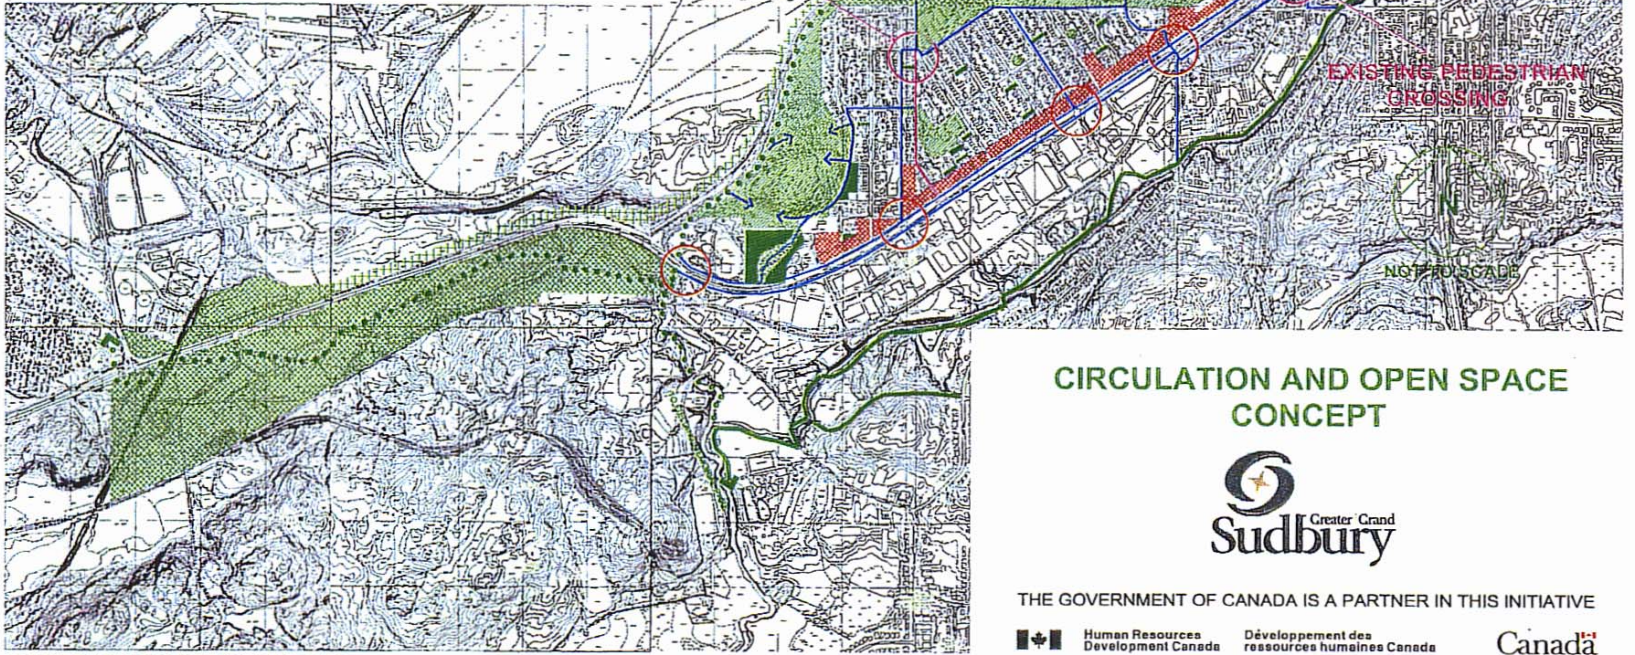 EXISTING PEDESTRIAN
CROSSING
N
NOT TO SCALE
CIRCULATION AND OPEN SPACE
CONCEPT
Greater Grand
Sudbury
THE GOVERNMENT OF CANADA IS A PARTNER IN THIS INITIATIVE
Human Resources
Development Canada
Développement des
ressources humaines Canada
Canada